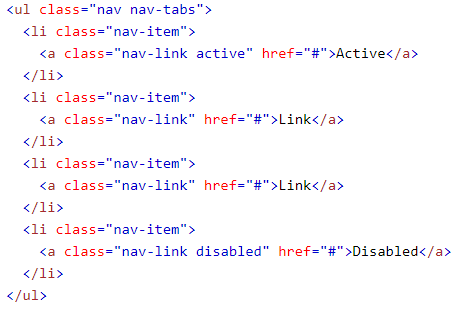 <ul class="nav nav-tabs">
  <li class="nav-item">
    <a class="nav-link active" href="#">Active</a>
  </li>
  <li class="nav-item">
    <a class="nav-link" href="#">Link</a>
  </li>
  <li class="nav-item">
    <a class="nav-link" href="#">Link</a>
  </li>
  <li class="nav-item">
    <a class="nav-link disabled" href="#">Disabled</a>
  </li>
</ul>